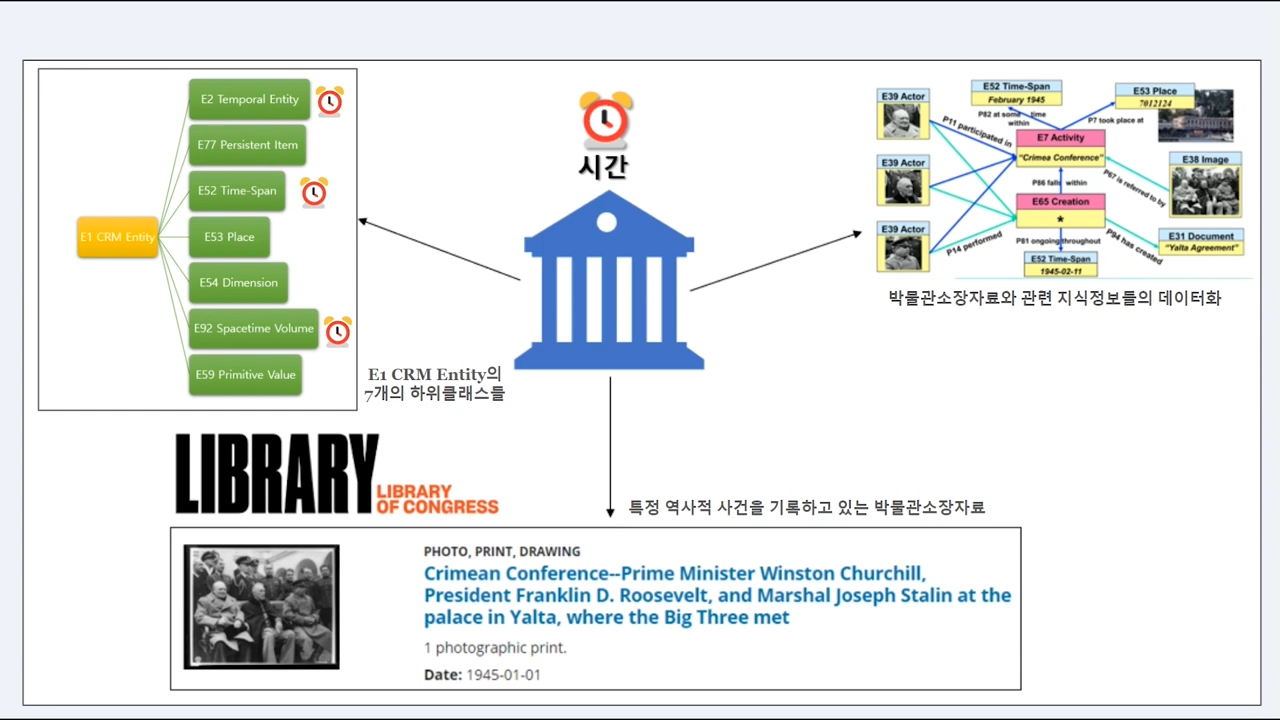 E2 Temporal Entity
E77 Persistent Item
E52 Time-Span
E1 CRM Entity
E53 Place
E54 Dimension
E92 Spacetime Volume
E59 Primitive Value
E1 CRM Entity의
7개의 하위클래스들
시간
E39 Actor
E52 Time-Span
February 1945
E53 Place
7012124
P82 at some time
within
P7 took place at
P11 participated in
E7 Activity
"Crimea Conference"
E39 Actor
E38 Image
P67 is referred to by
P86 falls within
E65 Creation
*
E39 Actor
P14 performed
P81 ongoing throughout
P94 has created
E31 Document
"Yalta Agreement"
E52 Time-Span
1945-02-11
박물관소장자료와 관련 지식정보들의 데이터화
LIBRARY
LIBRARY
OF CONGRESS
특정 역사적 사건을 기록하고 있는 박물관소장자료
PHOTO, PRINT, DRAWING
Crimean Conference--Prime Minister Winston Churchill,
President Franklin D. Roosevelt, and Marshal Joseph Stalin at the
palace in Yalta, where the Big Three met
1 photographic print.
Date: 1945-01-01